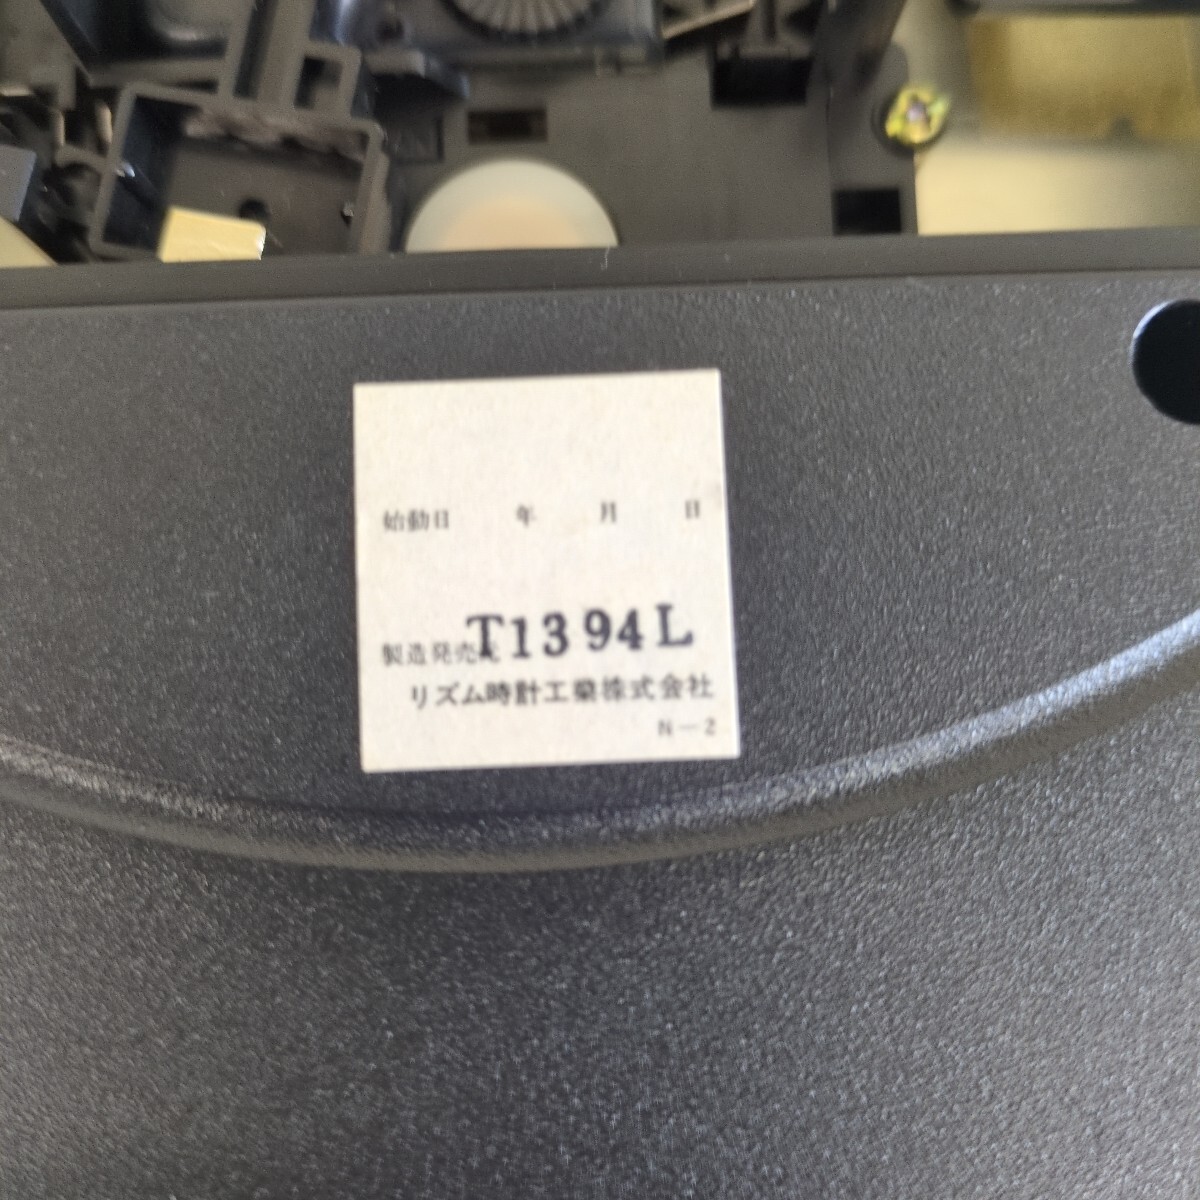 始動日 年 月 日
T1394L
製造発売元
リズム時計工業株式会社
N-2